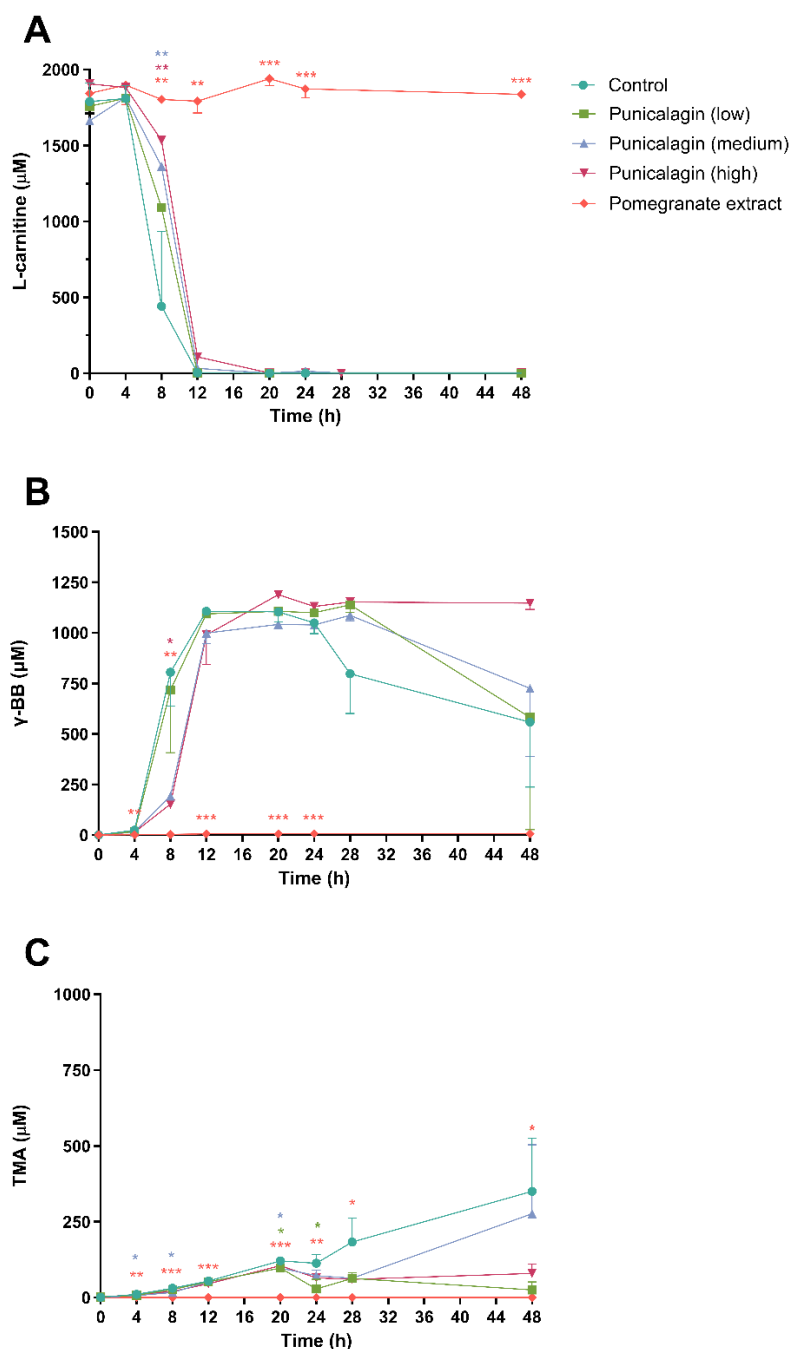 A
** ** *** *** ***
**
**
2000
1500
1000
500
0
L-carnitine (μM)
0 4 8 12 16 20 24 28 32 36 40 44 48
Time (h)
Control
Punicalagin (low)
Punicalagin (medium)
Punicalagin (high)
Pomegranate extract
B
1500
1250
1000
750
500
250
0
γ-BB (μM)
*
**
** *** *** ***
0 4 8 12 16 20 24 28 32 36 40 44 48
Time (h)
C
1000
750
500
250
0
TMA (μM)
*
*
* * * *
** *** *** *** **
*
0 4 8 12 16 20 24 28 32 36 40 44 48
Time (h)